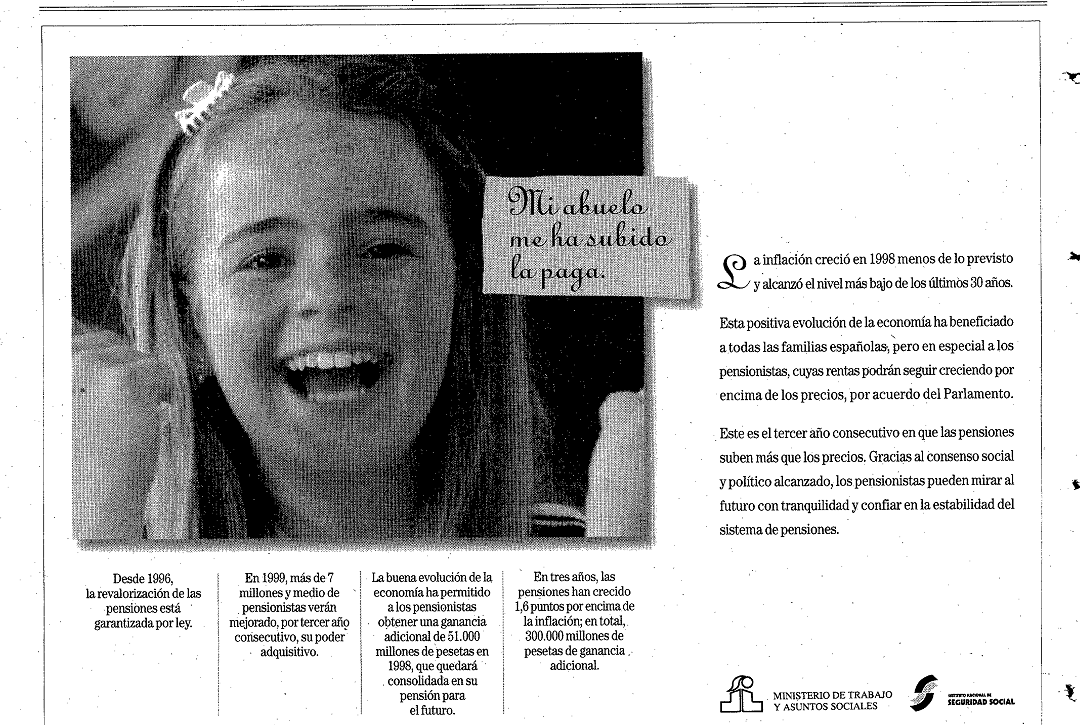 Mi abuelo
me ha subido
la paga.
La inflación creció en 1998 menos de lo previsto
y alcanzó el nivel más bajo de los últimos 30 años.
Esta positiva evolución de la economía ha beneficiado
a todas las familias españolas, pero en especial a los
pensionistas, cuyas rentas podrán seguir creciendo por
encima de los precios, por acuerdo del Parlamento.
Este es el tercer año consecutivo en que las pensiones
suben más que los precios. Gracias al consenso social
y político alcanzado, los pensionistas pueden mirar al
futuro con tranquilidad y confiar en la estabilidad del
sistema de pensiones.
Desde 1996,
la revalorización de las
pensiones está
garantizada por ley.
En 1999, más de 7
millones y medio de
pensionistas verán
mejorado, por tercer año
consecutivo, su poder
adquisitivo.
La buena evolución de la
economía ha permitido
a los pensionistas
obtener una ganancia
adicional de 51.000
millones de pesetas en
1998, que quedará
consolidada en su
pensión para
el futuro.
En tres años, las
pensiones han crecido
1,6 puntos por encima de
la inflación; en total,
300.000 millones de
pesetas de ganancia
adicional.
MINISTERIO DE TRABAJO
Y ASUNTOS SOCIALES
INSTITUTO NACIONAL DE
SEGURIDAD SOCIAL